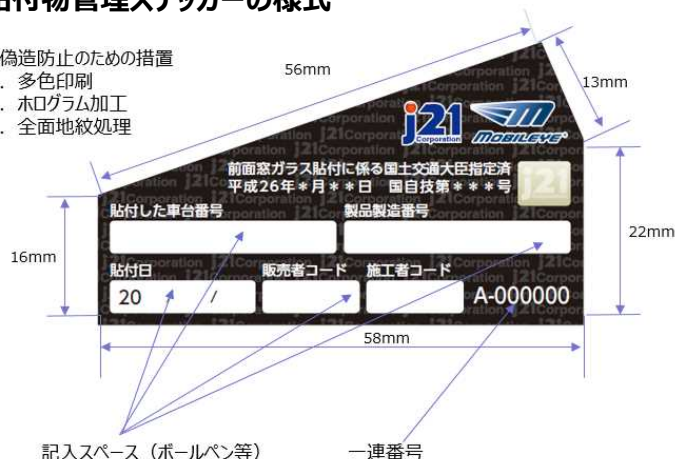 貼付物管理ステッカーの様式
偽造防止のための措置
．多色印刷
．ホログラム加工
．全面地紋処理
56mm
13mm
j21
Corporation
MOBILEYE
前面窓ガラス貼付に係る国土交通大臣指定済
平成26年＊月＊＊日　国自技第＊＊＊号
j21
貼付した車台番号
製品製造番号
16mm
22mm
貼付日
販売者コード
施工者コード
20　/
A-000000
58mm
記入スペース（ボールペン等）
一連番号